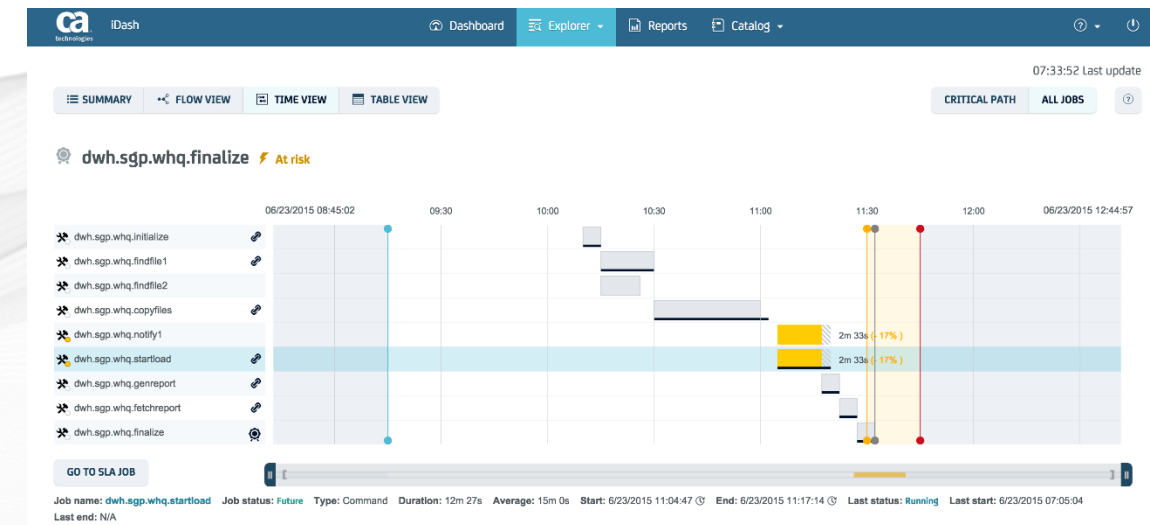 ca
technologies
iDash
Dashboard
Explorer
Reports
Catalog
07:33:52 Last update
SUMMARY
FLOW VIEW
TIME VIEW
TABLE VIEW
CRITICAL PATH
ALL JOBS
dwh.sgp.whq.finalize
At risk
06/23/2015 08:45:02
09:30
10:00
10:30
11:00
11:30
12:00
06/23/2015 12:44:57
dwh.sgp.whq.initialize
dwh.sgp.whq.findfile1
dwh.sgp.whq.findfile2
dwh.sgp.whq.copyfiles
dwh.sgp.whq.notify1
2m 33s (- 17% )
dwh.sgp.whq.startload
2m 33s (- 17% )
dwh.sgp.whq.genreport
dwh.sgp.whq.fetchreport
dwh.sgp.whq.finalize
GO TO SLA JOB
Job name: dwh.sgp.whq.startload Job status: Future Type: Command Duration: 12m 27s Average: 15m 0s Start: 6/23/2015 11:04:47 End: 6/23/2015 11:17:14 Last status: Running Last start: 6/23/2015 07:05:04
Last end: N/A